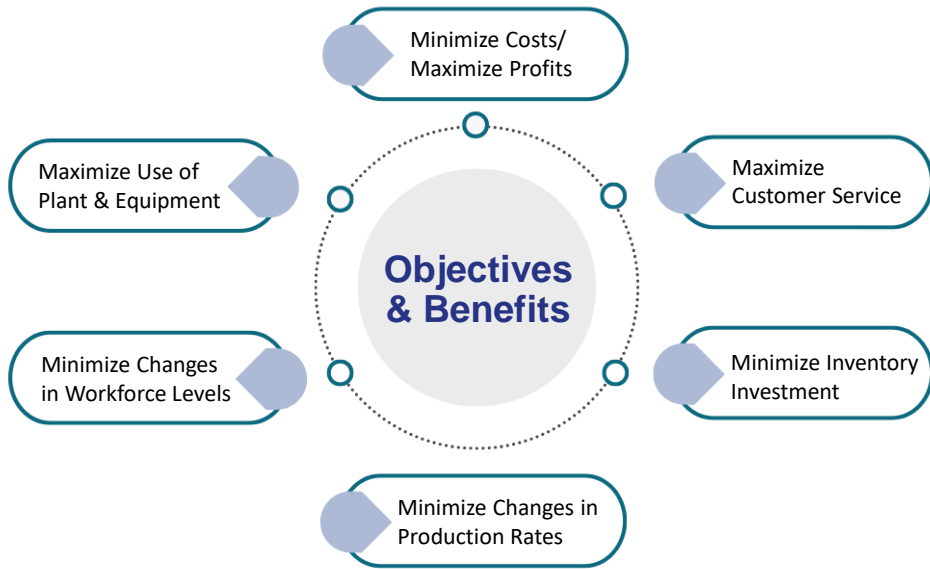 Minimize Costs/
Maximize Profits
Maximize Use of
Plant & Equipment
Maximize
Customer Service
Objectives
& Benefits
Minimize Changes
in Workforce Levels
Minimize Inventory
Investment
Minimize Changes in
Production Rates